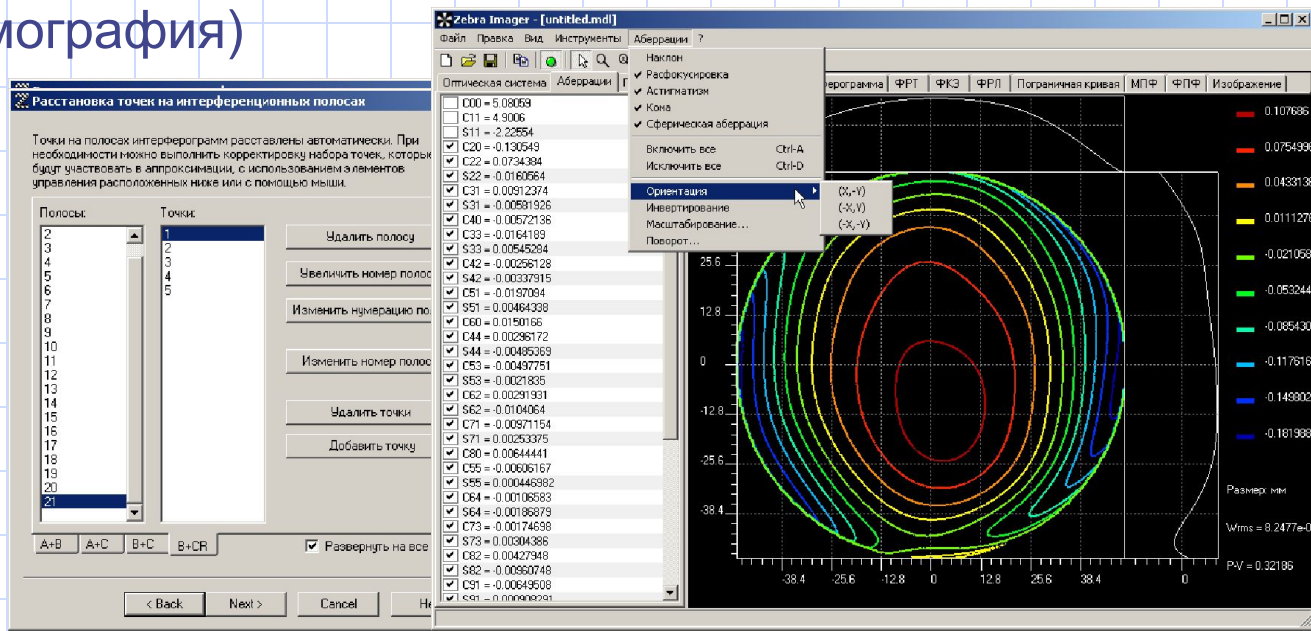 мография)
Расстановка точек на интерференционных полосах
Точки на полосах интерферограмм расставлены автоматически. При
необходимости можно выполнить корректировку набора точек, которые
будут участвовать в аппроксимации, с использованием элементов
управления расположенных ниже или с помощью мыши.
Полосы:
Точки:
2
3
4
5
6
7
8
9
10
11
12
13
14
15
16
17
18
19
20
21
1
2
3
4
5
Удалить полосу
Увеличить номер полос
Изменить нумерацию по
Изменить номер полос
Удалить точки
Добавить точку
A+B A+C B+C B+CR
Развернуть на все
< Back Next > Cancel He
Zebra Imager - [untitled.mdl]
Файл Правка Вид Инструменты Аберрации ?
Оптическая система Аберрации
ерограмма ФРТ ФКЭ ФРЛ Пограничная кривая МПФ ФПФ Изображение
Наклон
Расфокусировка
Астигматизм
Кома
Сферическая аберрация
Включить все Ctrl-A
Исключить все Ctrl-D
Ориентация
Инвертирование
Масштабирование...
Поворот...
(X,-Y)
(-X,Y)
(-X,-Y)
C00 = 5.08059
C11 = 4.9006
S11 = -2.22554
C20 = -0.130549
C22 = 0.0734384
S22 = -0.0160564
C31 = 0.00912374
S31 = -0.00581926
C40 = -0.00572136
C33 = -0.0164189
S33 = 0.00545284
C42 = -0.00256128
S42 = -0.00337915
C51 = -0.0197094
S51 = 0.00464338
C60 = 0.0150166
C44 = 0.00296172
S44 = -0.00485369
C53 = -0.00497751
S53 = -0.0021835
C62 = 0.00291931
S62 = -0.0104064
C71 = -0.00971154
S71 = 0.00253375
C80 = 0.00644441
C55 = -0.00606167
S55 = 0.000446982
C64 = -0.00106583
S64 = -0.00186879
C73 = -0.00174698
S73 = 0.00304386
C82 = 0.00427948
S82 = -0.00960748
C91 = -0.00649508
S91 = 0.000909291
25.6
12.8
0
-12.8
-25.6
-38.4
-38.4 -25.6 -12.8 0 12.8 25.6 38.4 0
0.107686
0.0754996
0.0433136
0.0111276
-0.021058
-0.053244
-0.085430
-0.117616
-0.149802
-0.181988
Размер: мм
Wrms = 8.2477e-0
P-V = 0.32186